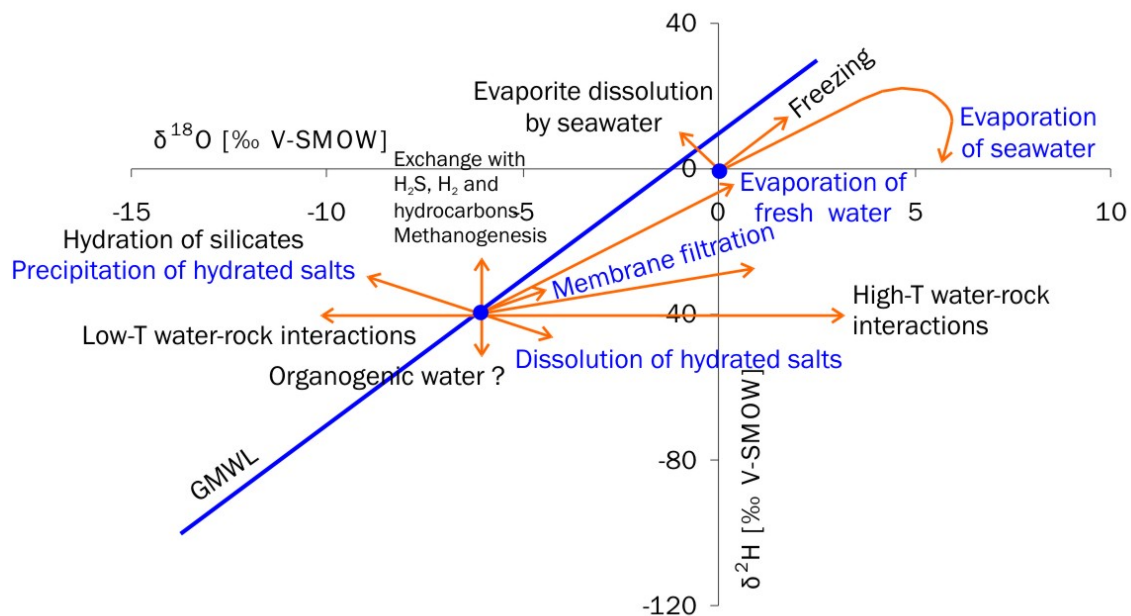 40
Freezing
Evaporite dissolution
by seawater
δ¹⁸O [‰ V-SMOW]
Evaporation
of seawater
Exchange with
H₂S, H₂ and
hydrocarbons-
Methanogenesis
0
-15
-10
-5
0
5
10
Evaporation of
fresh water
Hydration of silicates
Precipitation of hydrated salts
Membrane filtration
High-T water-rock
interactions
40
Low-T water-rock interactions
Dissolution of hydrated salts
Organogenic water ?
GMWL
-80
δ²H [‰ V-SMOW]
-120